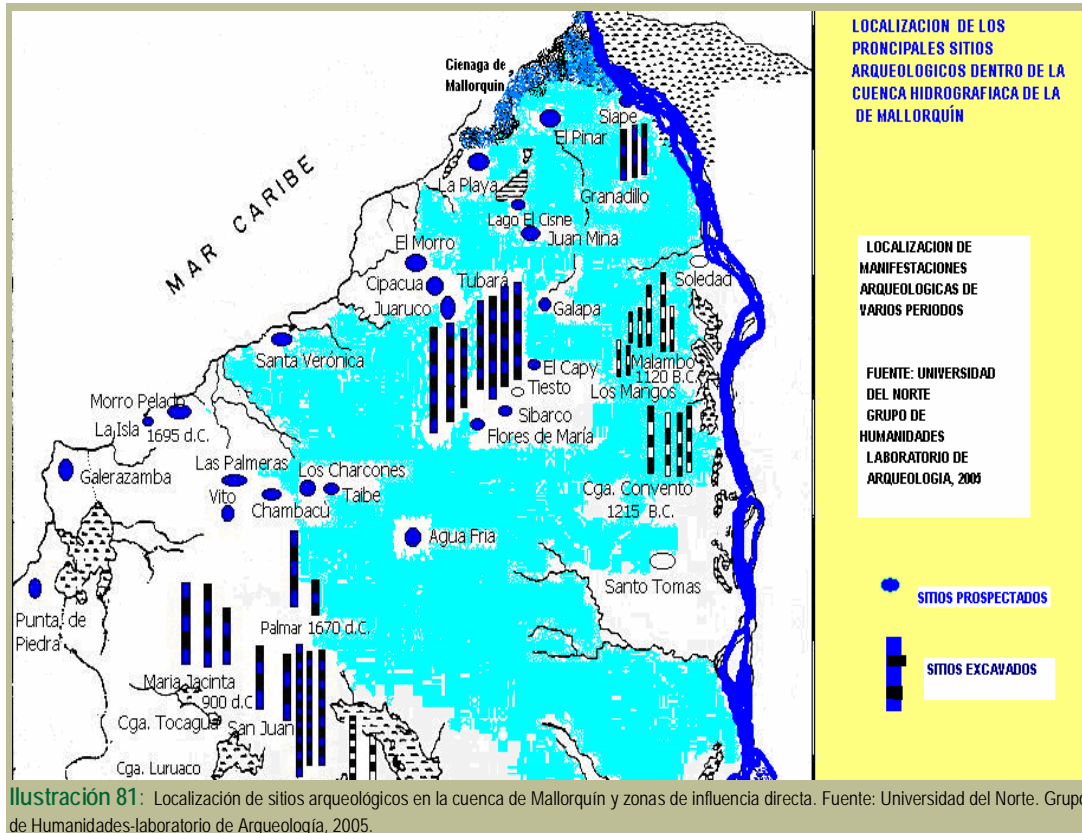 LOCALIZACION DE LOS
PRONCIPALES SITIOS
ARQUEOLOGICOS DENTRO DE LA
CUENCA HIDROGRAFIACA DE LA
DE MALLORQUÍN
Cienaga de
Mallorquin
Siape
El Pinar
La Playa
Granadillo
MAR CARIBE
Lago El Cisne
Juan Mina
El Morro
Soledad
Cipacua
Tubará
Juaruco
Galapa
Santa Verónica
El Capy
Malambo
1120 B.C.
Tiesto
Los Mangos
Morro Pelado
Sibarco
La Isla
1695 d.C.
Flores de María
Galerazamba
Las Palmeras
Los Charcones
Vito
Chambacú
Taibe
Cga. Convento
1215 B.C.
Agua Fria
Santo Tomas
Punta de
Piedra
Palmar 1670 d.C.
Maria Jacinta
900 d.C
Cga. Tocagua
San Juan
Cga. Luruaco
LOCALIZACION DE
MANIFESTACIONES
ARQUEOLOGICAS DE
VARIOS PERIODOS
FUENTE: UNIVERSIDAD
DEL NORTE
GRUPO DE
HUMANIDADES
LABORATORIO DE
ARQUEOLOGIA, 2005
SITIOS PROSPECTADOS
SITIOS EXCAVADOS
Ilustración 81: Localización de sitios arqueológicos en la cuenca de Mallorquín y zonas de influencia directa. Fuente: Universidad del Norte. Grupo
de Humanidades-laboratorio de Arqueología, 2005.